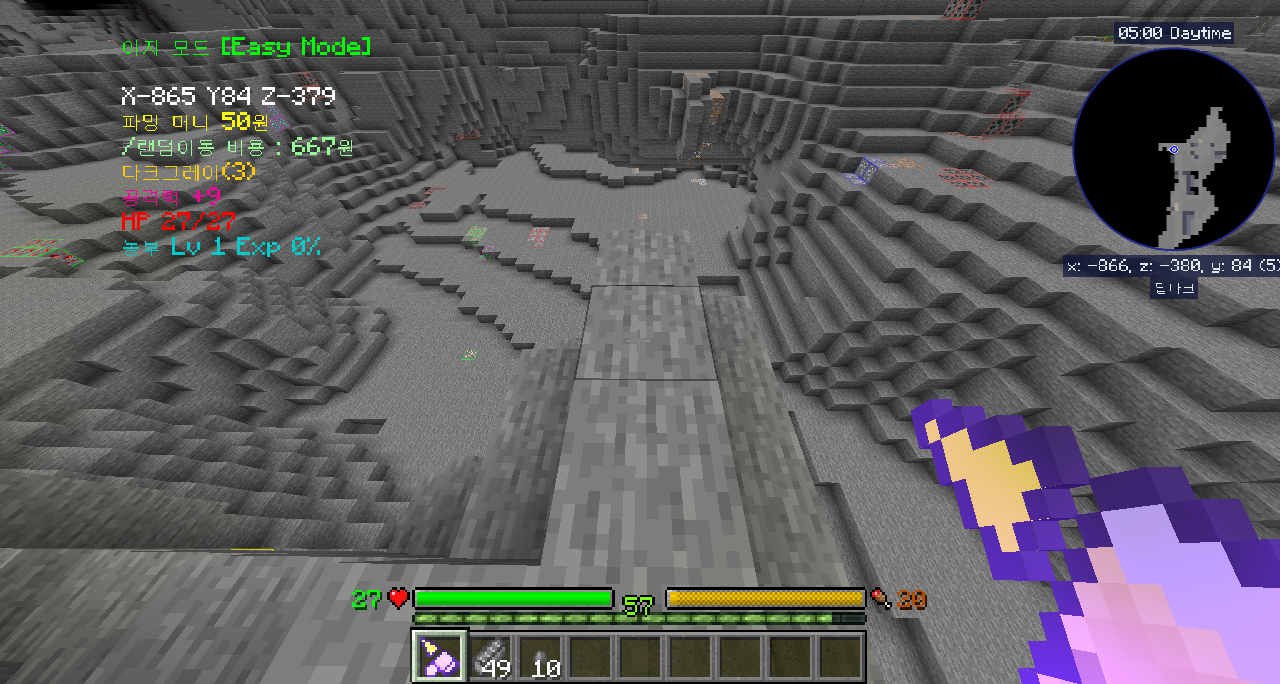 이지 모드 [Easy Mode]
X-865 Y84 Z-379
파밍 머니 50원
/랜덤이동 비용 : 667원
다크그레이(3)
공격력 +9
HP 27/27
농부 Lv 1 Exp 0%
05:00 Daytime
x: -866, z: -380, y: 84 (5
27
57
30
49
10